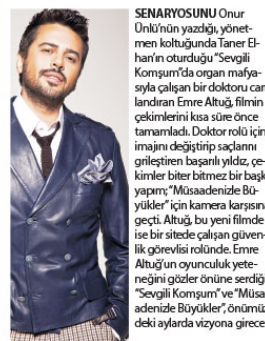 SENARYOSUNU Onur
Ünlü’nün yazdığı, yönet-
men koltuğunda Taner El-
han’ın oturduğu “Sevgili
Komşum”da organ mafya-
sıyla çalışan bir doktoru can
landıran Emre Altuğ, filmin
çekimlerini kısa süre önce
tamamladı. Doktor rolü için
imajını değiştirip saçlarını
grileştiren başarılı yıldız, çe-
kimler biter bitmez bir başk
yapım; “Müsaadenizle Bü-
yükler” için kamera karşısına
geçti. Altuğ, bu yeni filmde
ise bir sitede çalışan güven-
lik görevlisi rolünde. Emre
Altuğ’un oyunculuk yete-
neğini gözler önüne serdiğ
“Sevgili Komşum” ve “Müsa
adenizle Büyükler”, önümüz
deki aylarda vizyona girece